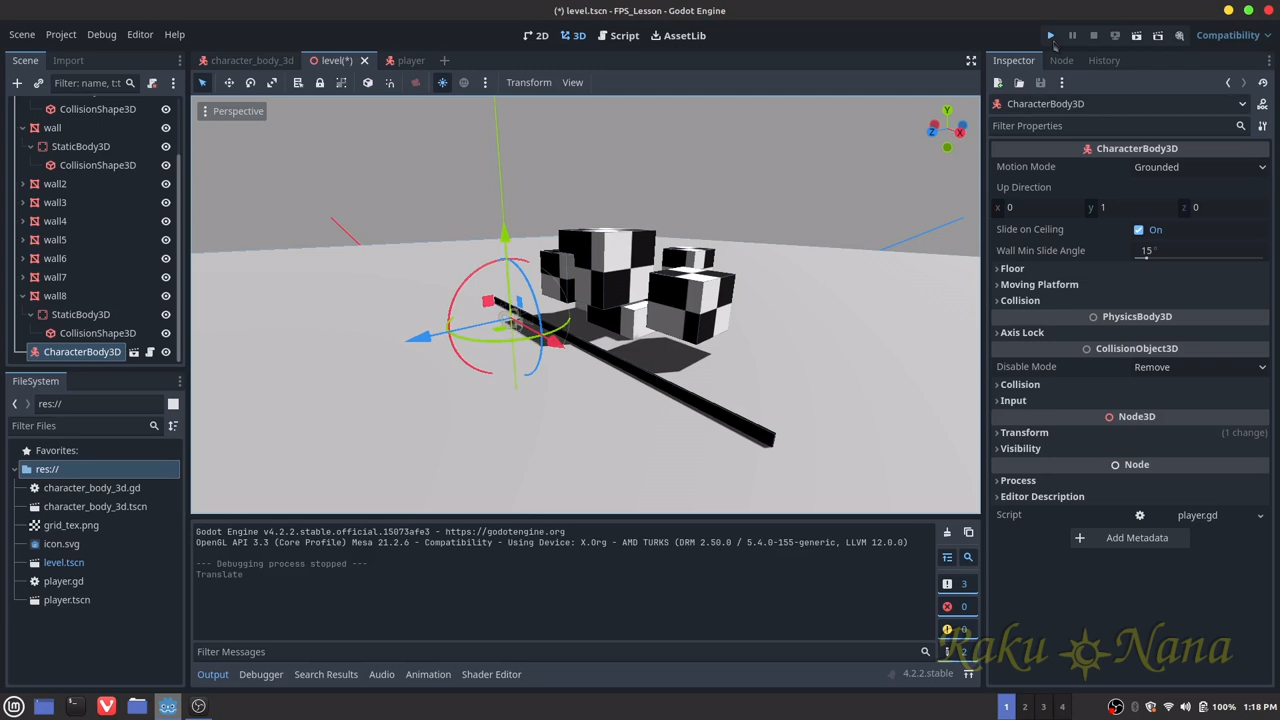 (*) level.tscn - FPS_Lesson - Godot Engine
Scene Project Debug Editor Help
2D 3D Script AssetLib
Compatibility
Scene Import
character_body_3d level(*) player
Inspector Node History
Filter: name, t:t
Transform View
CharacterBody3D
Perspective
Y
Z X
Filter Properties
CollisionShape3D
wall
StaticBody3D
CollisionShape3D
wall2
wall3
wall4
wall5
wall6
wall7
wall8
StaticBody3D
CollisionShape3D
CharacterBody3D
CharacterBody3D
Motion Mode Grounded
Up Direction
x 0 y 1 z 0
Slide on Ceiling On
Wall Min Slide Angle 15 °
Floor
Moving Platform
Collision
PhysicsBody3D
Axis Lock
CollisionObject3D
Disable Mode Remove
Collision
Input
Node3D
Transform (1 change)
Visibility
Node
Process
Editor Description
Script player.gd
Add Metadata
FileSystem
res://
Filter Files
Favorites:
res://
character_body_3d.gd
character_body_3d.tscn
grid_tex.png
icon.svg
level.tscn
player.gd
player.tscn
Godot Engine v4.2.2.stable.official.15073afe3 - https://godotengine.org
OpenGL API 3.3 (Core Profile) Mesa 21.2.6 - Compatibility - Using Device: X.Org - AMD TURKS (DRM 2.50.0 / 5.4.0-155-generic, LLVM 12.0.0)
--- Debugging process stopped ---
Translate
3
0
0
2
Filter Messages
Output Debugger Search Results Audio Animation Shader Editor
4.2.2.stable
Raku Nana
1 2 3 4
100% 1:18 PM